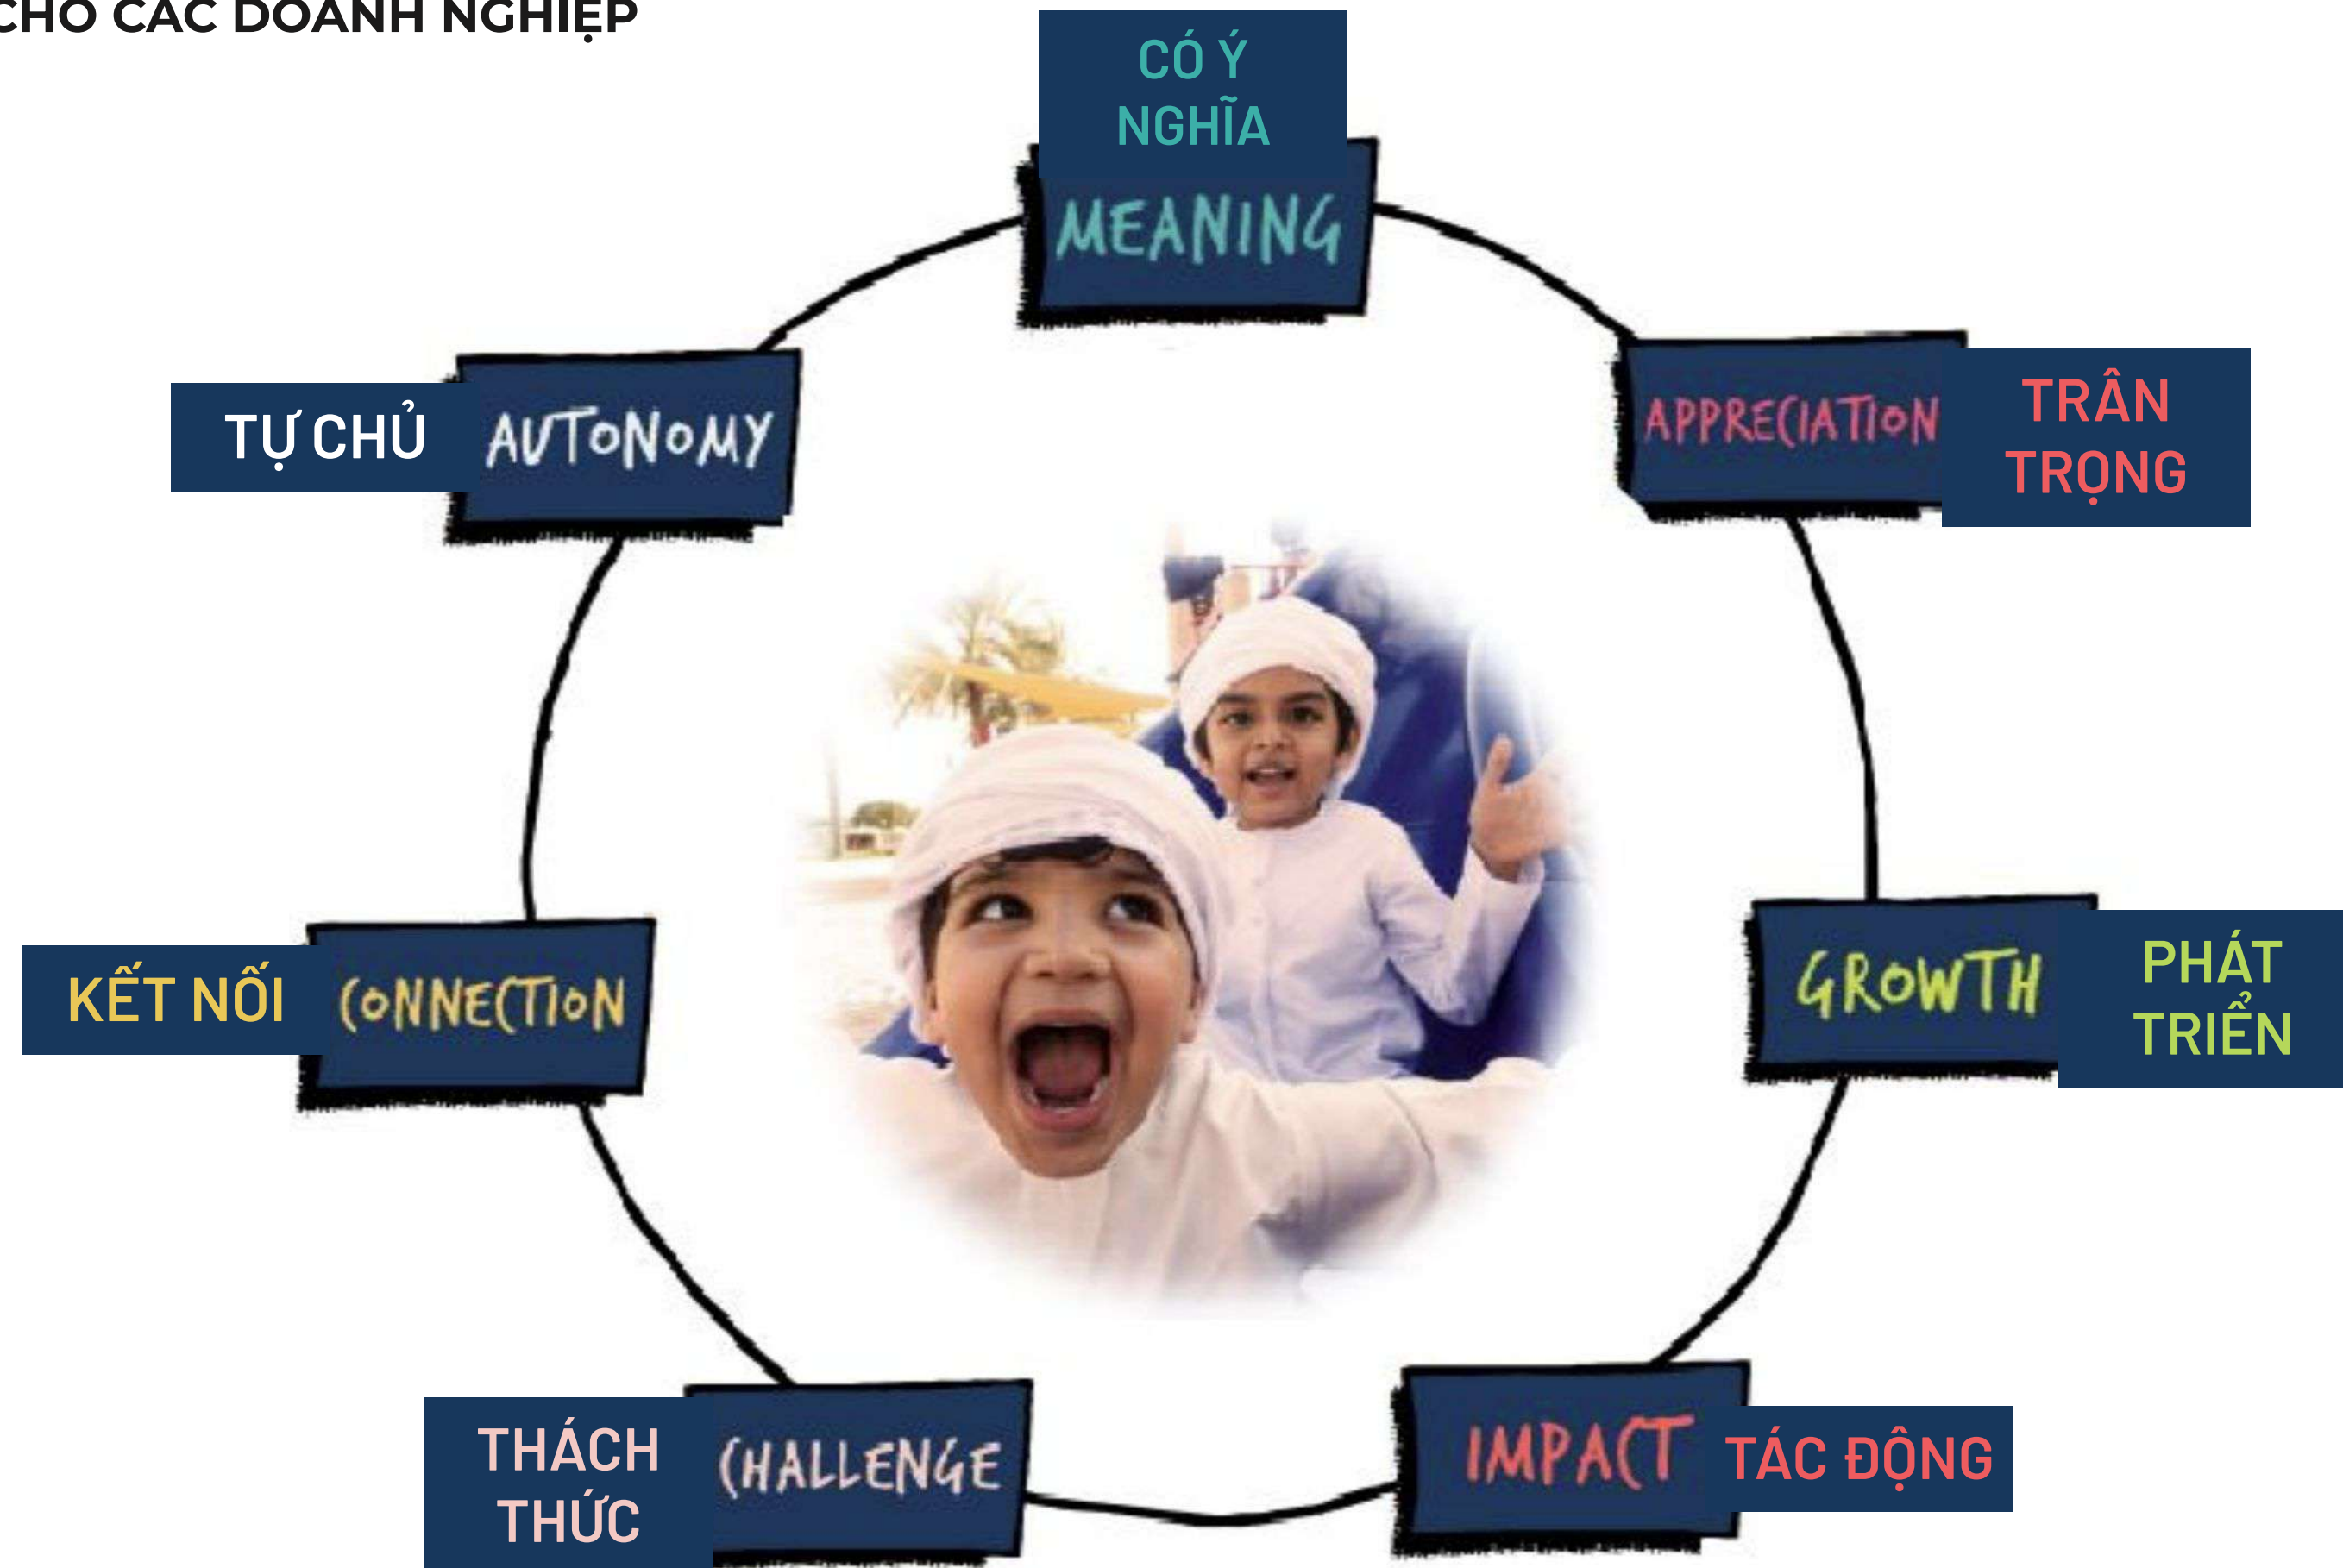 CHO CÁC DOANH NGHIỆP
CÓ Ý
NGHĨA
MEANING
TỰ CHỦ
AUTONOMY
APPRECIATION
TRÂN
TRỌNG
KẾT NỐI
CONNECTION
GROWTH
PHÁT
TRIỂN
THÁCH
THỨC
CHALLENGE
IMPACT
TÁC ĐỘNG